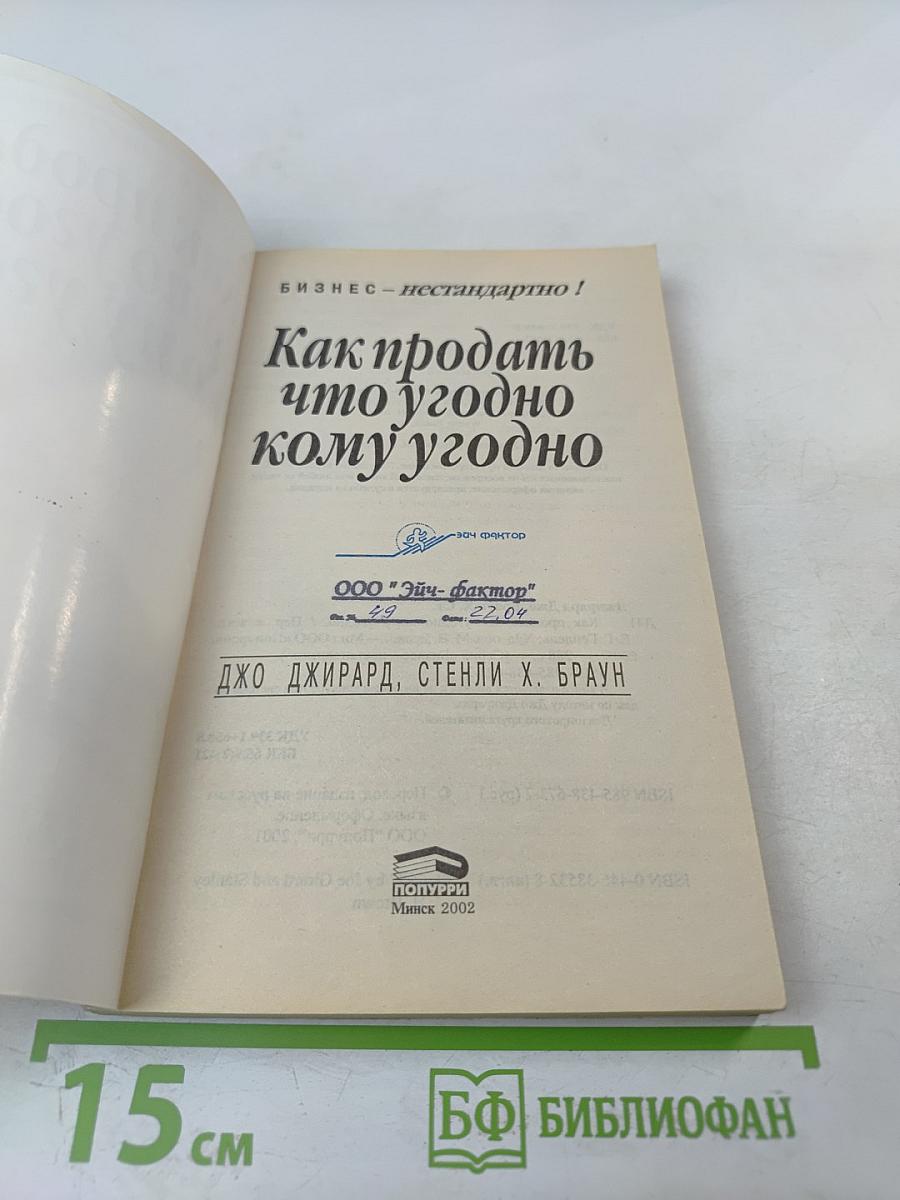 БИЗНЕС – нестандартно!
Как продать
что угодно
кому угодно
эйч фактор
ООО "Эйч- фактор"
49 22.04
ДЖО ДЖИРАРД, СТЕНЛИ Х. БРАУН
ПОПУРРИ
Минск 2002
15 см
БФ БИБЛИОФАН